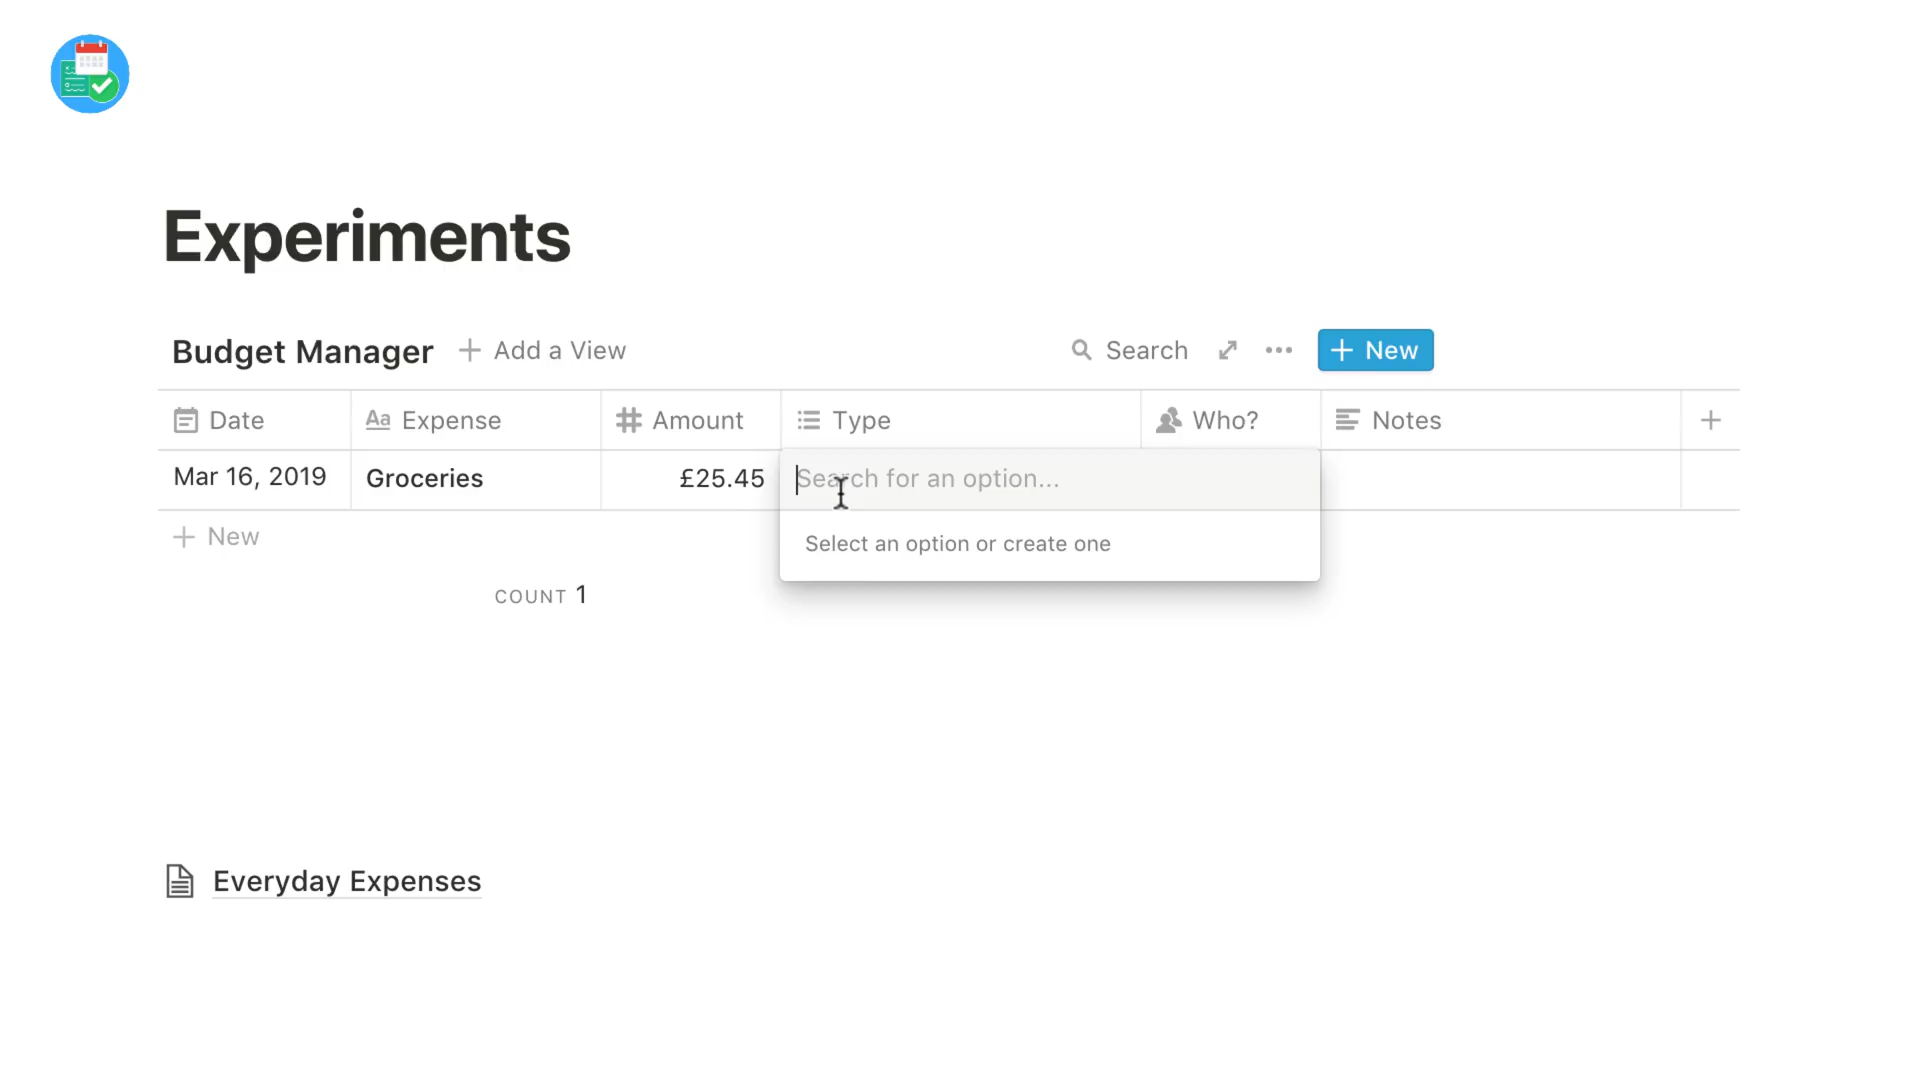 Experiments
Budget Manager + Add a View Search New
Date Aa Expense Amount Type Who? Notes
Mar 16, 2019 Groceries £25.45 Search for an option...
+ New Select an option or create one
COUNT 1
Everyday Expenses